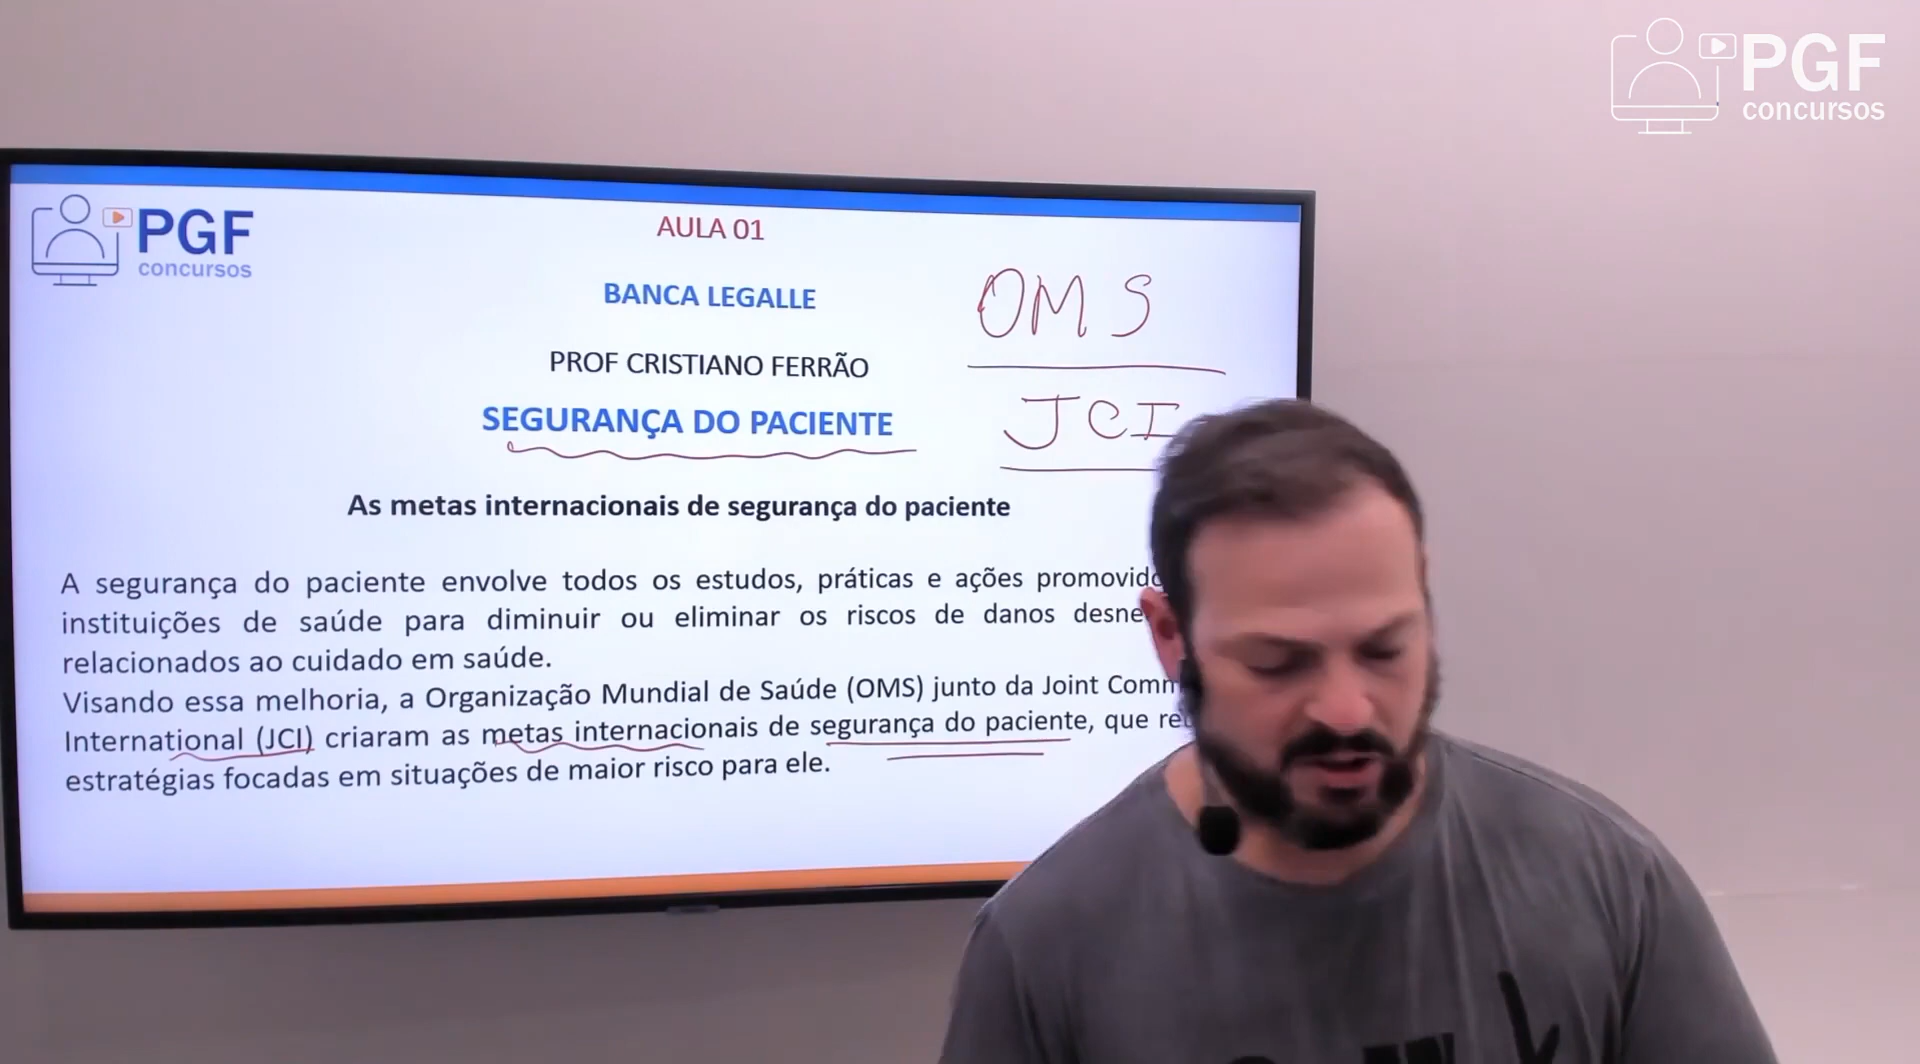 PGF
concursos
PGF
concursos
AULA 01
BANCA LEGALLE
OMS
PROF CRISTIANO FERRÃO
JCI
SEGURANÇA DO PACIENTE
As metas internacionais de segurança do paciente
A segurança do paciente envolve todos os estudos, práticas e ações
instituições de saúde para diminuir ou eliminar os riscos de danos
relacionados ao cuidado em saúde.
Visando essa melhoria, a Organização Mundial de Saúde (OMS) junto da Joint
International (JCI) criaram as metas internacionais de segurança do paciente, que
estratégias focadas em situações de maior risco para ele.